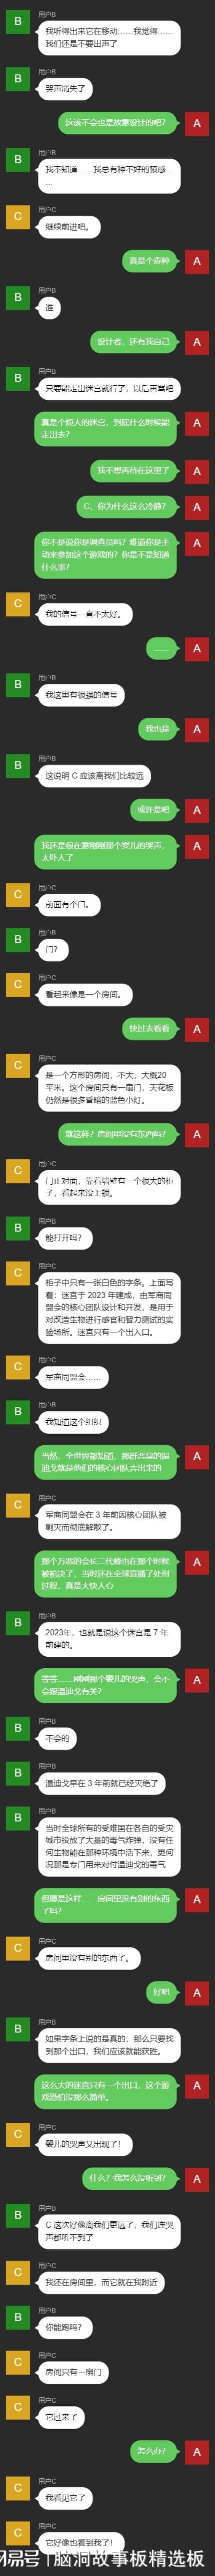 用户B
B
我听得出来它在移动……我觉得……
我们还是不要出声了
用户B
B
哭声消失了
这该不会也是故意设计的吧？
A
用户B
B
我不知道……我总有种不好的预感…
…
用户C
C
继续前进吧。
真是个孬种
A
用户B
B
谁
设计者，还有我自己
A
用户B
B
只要能走出迷宫就行了，以后再骂吧
真是个烦人的迷宫，到底什么时候能
走出去？
A
我不想再待在这里了
A
C，你为什么这么冷静？
A
你不是说你是调查员吗？难道你是主
动来参加这个游戏的？你是不是知道
什么事？
A
用户C
C
我的信号一直不太好。
……
A
用户B
B
我这里有很强的信号
我也是
A
用户B
B
这说明 C 应该离我们比较远
或许是吧
A
我还是很在意刚刚那个婴儿的哭声，
太吓人了
A
用户C
C
前面有个门。
用户B
B
门？
用户C
C
看起来像是一个房间。
快过去看看
A
用户C
C
是一个方形的房间，不大，大概20
平米。这个房间只有一扇门，天花板
仍然是很多昏暗的蓝色小灯。
就这样？房间里没有东西吗？
A
用户C
C
门正对面，靠着墙壁有一个很大的柜
子，看起来没上锁。
用户B
B
能打开吗？
用户C
C
柜子中只有一张白色的字条。上面写
着：迷宫于 2023 年建成，由军商同
盟会的核心团队设计和开发，是用于
对改造生物进行感官和智力测试的实
验场所。迷宫只有一个出入口。
用户C
C
军商同盟会……
用户B
B
我知道这个组织
当然，全世界都知道，那群恶臭的温
迪戈就是他们的核心团队弄出来的
A
用户C
C
军商同盟会在 3 年前因核心团队被
剿灭而彻底解散了。
那个万恶的会长二代鳄也在那个时候
被枪决了，当时还在全球直播了处刑
过程，真是大快人心
A
用户B
B
2023年，也就是说这个迷宫是 7 年
前建的。
等等……刚刚那个婴儿的哭声，会不
会跟温迪戈有关？
A
用户B
B
不会的
用户B
B
温迪戈早在 3 年前就已经灭绝了
用户B
B
当时全球所有的受难国在各自的受灾
城市投放了大量的毒气炸弹，没有任
何生物能在那种环境中活下来，更何
况那是专门用来对付温迪戈的毒气
但愿是这样……房间里没有别的东西
了吗？
A
用户C
C
房间里没有别的东西了。
好吧
A
用户B
B
如果字条上说的是真的，那么只要找
到那个出口，我们应该就能获胜。
这么大的迷宫只有一个出口，这个游
戏恐怕没那么简单。
A
用户C
C
婴儿的哭声又出现了！
什么？我怎么没听到？
A
用户B
B
C 这次好像离我们更远了，我们连哭
声都听不到了
用户C
C
我还在房间里，而它就在我附近
用户B
B
你能跑吗？
用户C
C
房间只有一扇门
用户C
C
它过来了
怎么办？
A
用户C
C
我看见它了
用户C
C
它好像也看到我了！
易号 | 脑洞故事板精选板